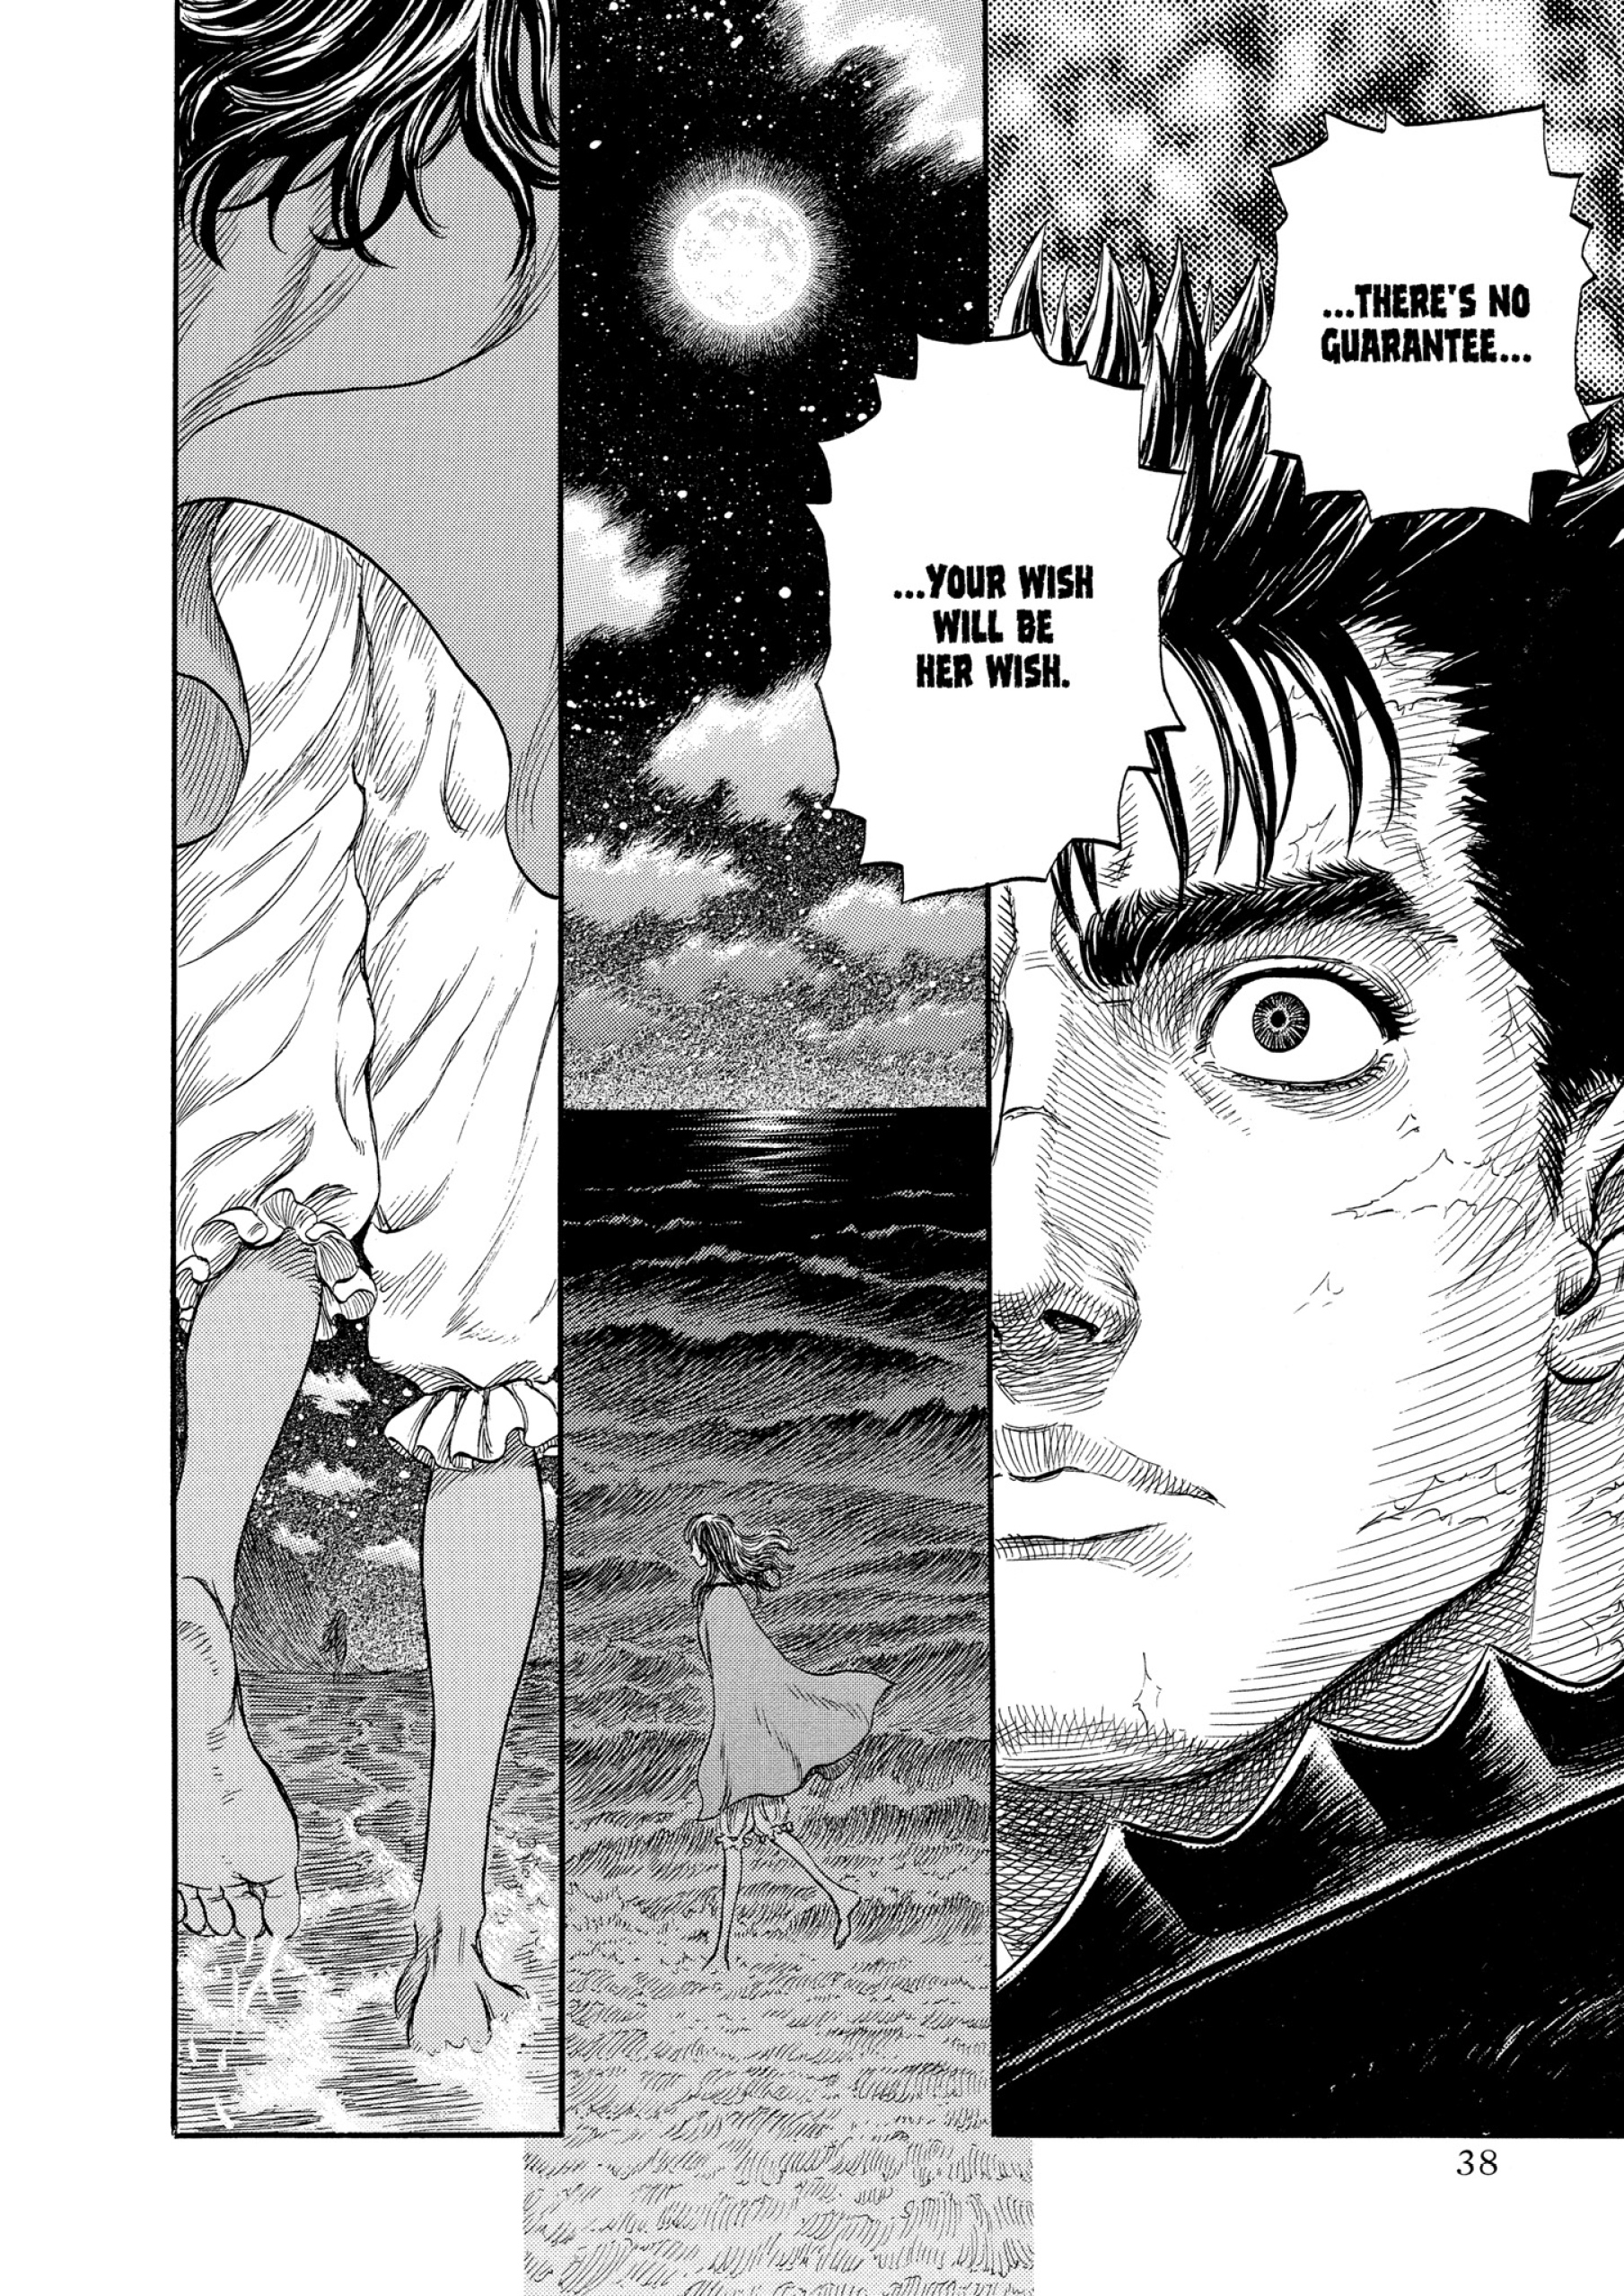 ...THERE'S NO
GUARANTEE...
...YOUR WISH
WILL BE
HER WISH.
38